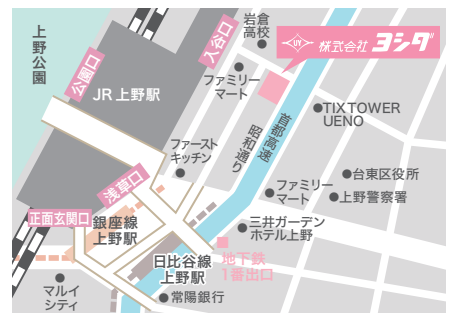 上野公園
岩倉
高校
入谷口
UY 株式会社 ヨシダ
公園口
JR上野駅
ファミリー
マート
TIX TOWER
UENO
首都高速
昭和通り
ファースト
キッチン
浅草口
台東区役所
ファミリー
マート
上野警察署
正面玄関口
銀座線
上野駅
三井ガーデン
ホテル上野
日比谷線
上野駅
地下鉄
1番出口
マルイ
シティ
常陽銀行